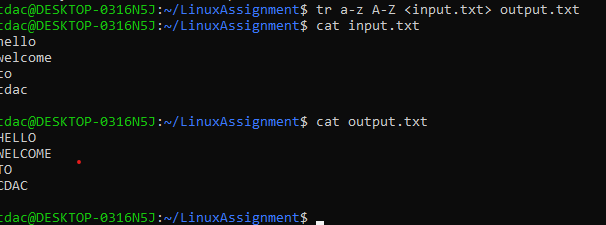 cdac@DESKTOP-0316N5J:~/LinuxAssignment$ tr a-z A-Z <input.txt> output.txt
cdac@DESKTOP-0316N5J:~/LinuxAssignment$ cat input.txt
hello
welcome
to
cdac
cdac@DESKTOP-0316N5J:~/LinuxAssignment$ cat output.txt
HELLO
WELCOME
TO
CDAC
cdac@DESKTOP-0316N5J:~/LinuxAssignment$